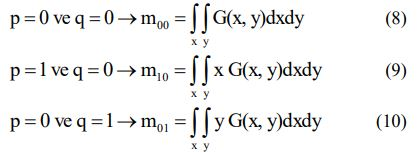 p = 0 ve q = 0 → m₀₀ = ∫∫ G(x, y)dxdy (8)
x y
p = 1 ve q = 0 → m₁₀ = ∫∫ x G(x, y)dxdy (9)
x y
p = 0 ve q = 1 → m₀₁ = ∫∫ y G(x, y)dxdy (10)
x y